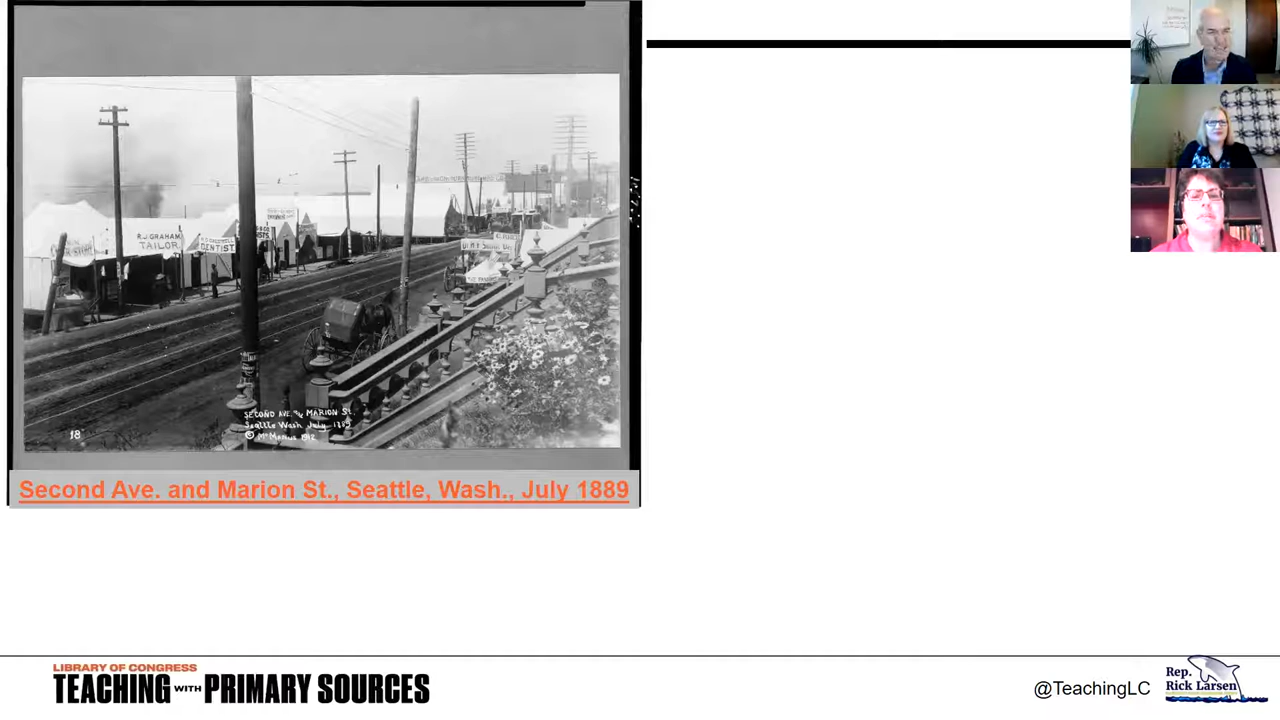 R.J. GRAHAM
TAILOR.
DENTIST.
SECOND AVE. & MARION St.
Seattle Wash July. 1889
© McManus 1912
18
Second Ave. and Marion St., Seattle, Wash., July 1889
LIBRARY OF CONGRESS
TEACHING WITH PRIMARY SOURCES
@TeachingLC
Rep.
Rick Larsen